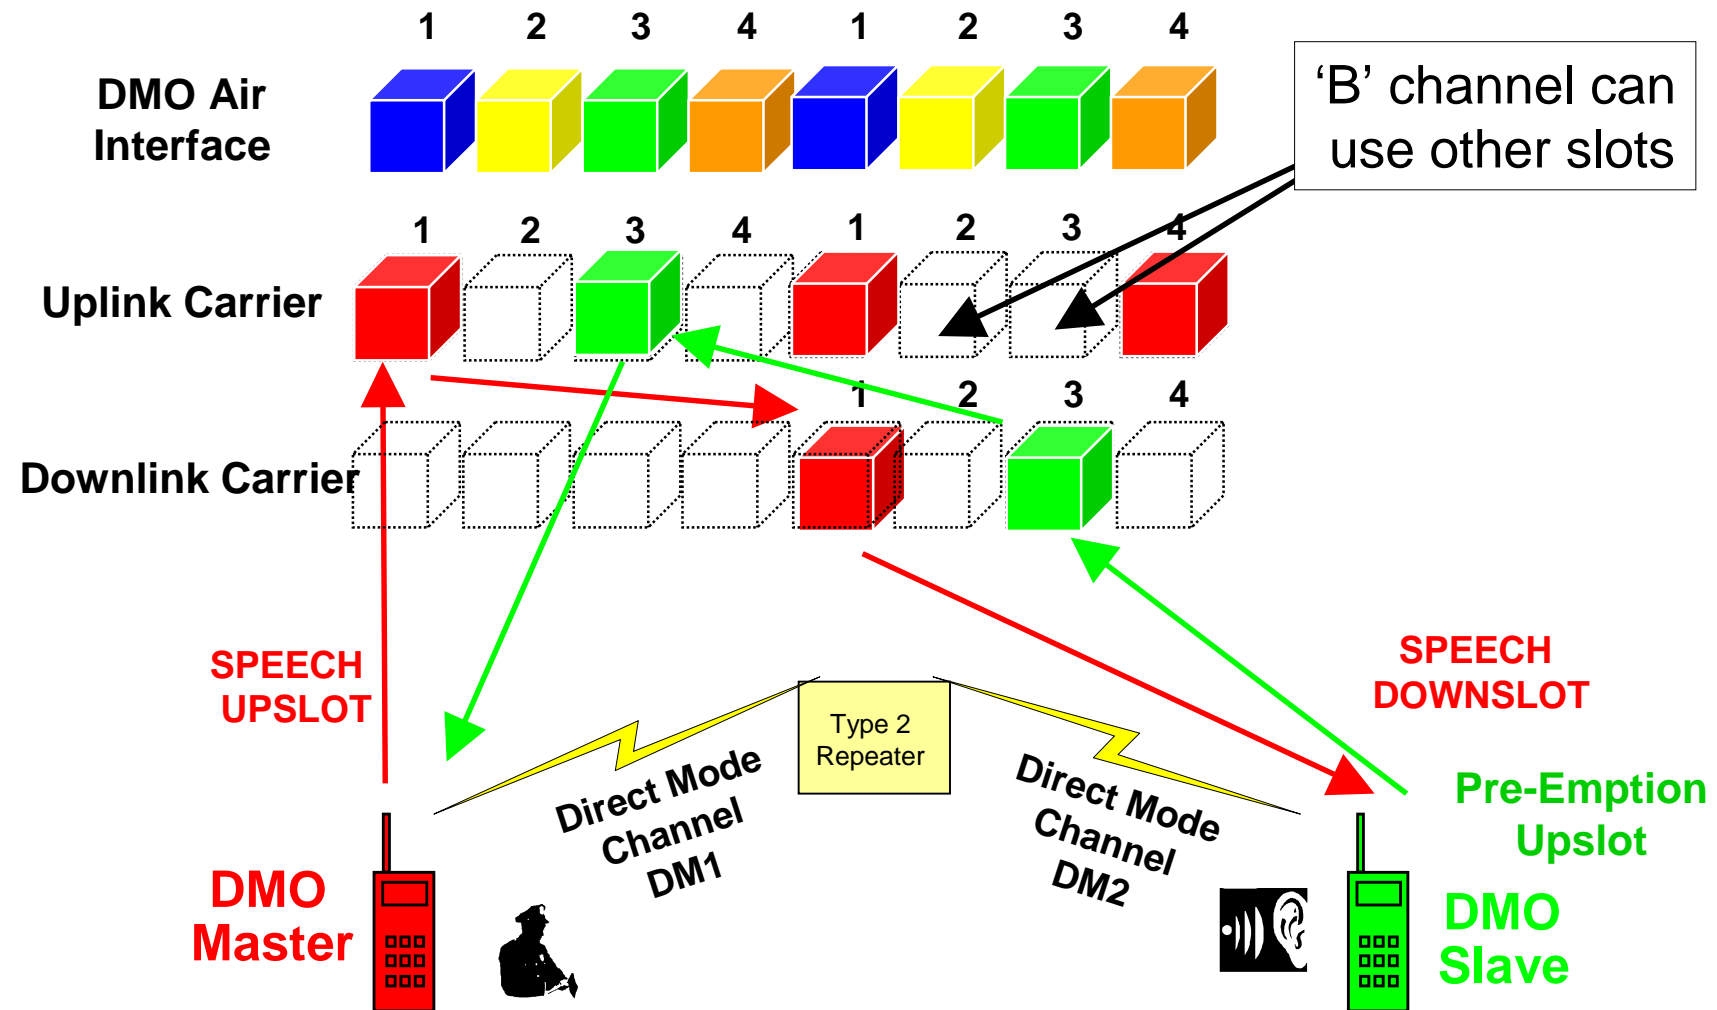 1 2 3 4 1 2 3 4
DMO Air
Interface
‘B’ channel can
use other slots
1 2 3 4 1 2 3 4
Uplink Carrier
1 2 3 4
Downlink Carrier
SPEECH
UPSLOT
SPEECH
DOWNSLOT
Type 2
Repeater
Direct Mode
Channel
DM1
Direct Mode
Channel
DM2
Pre-Emption
Upslot
DMO
Master
DMO
Slave